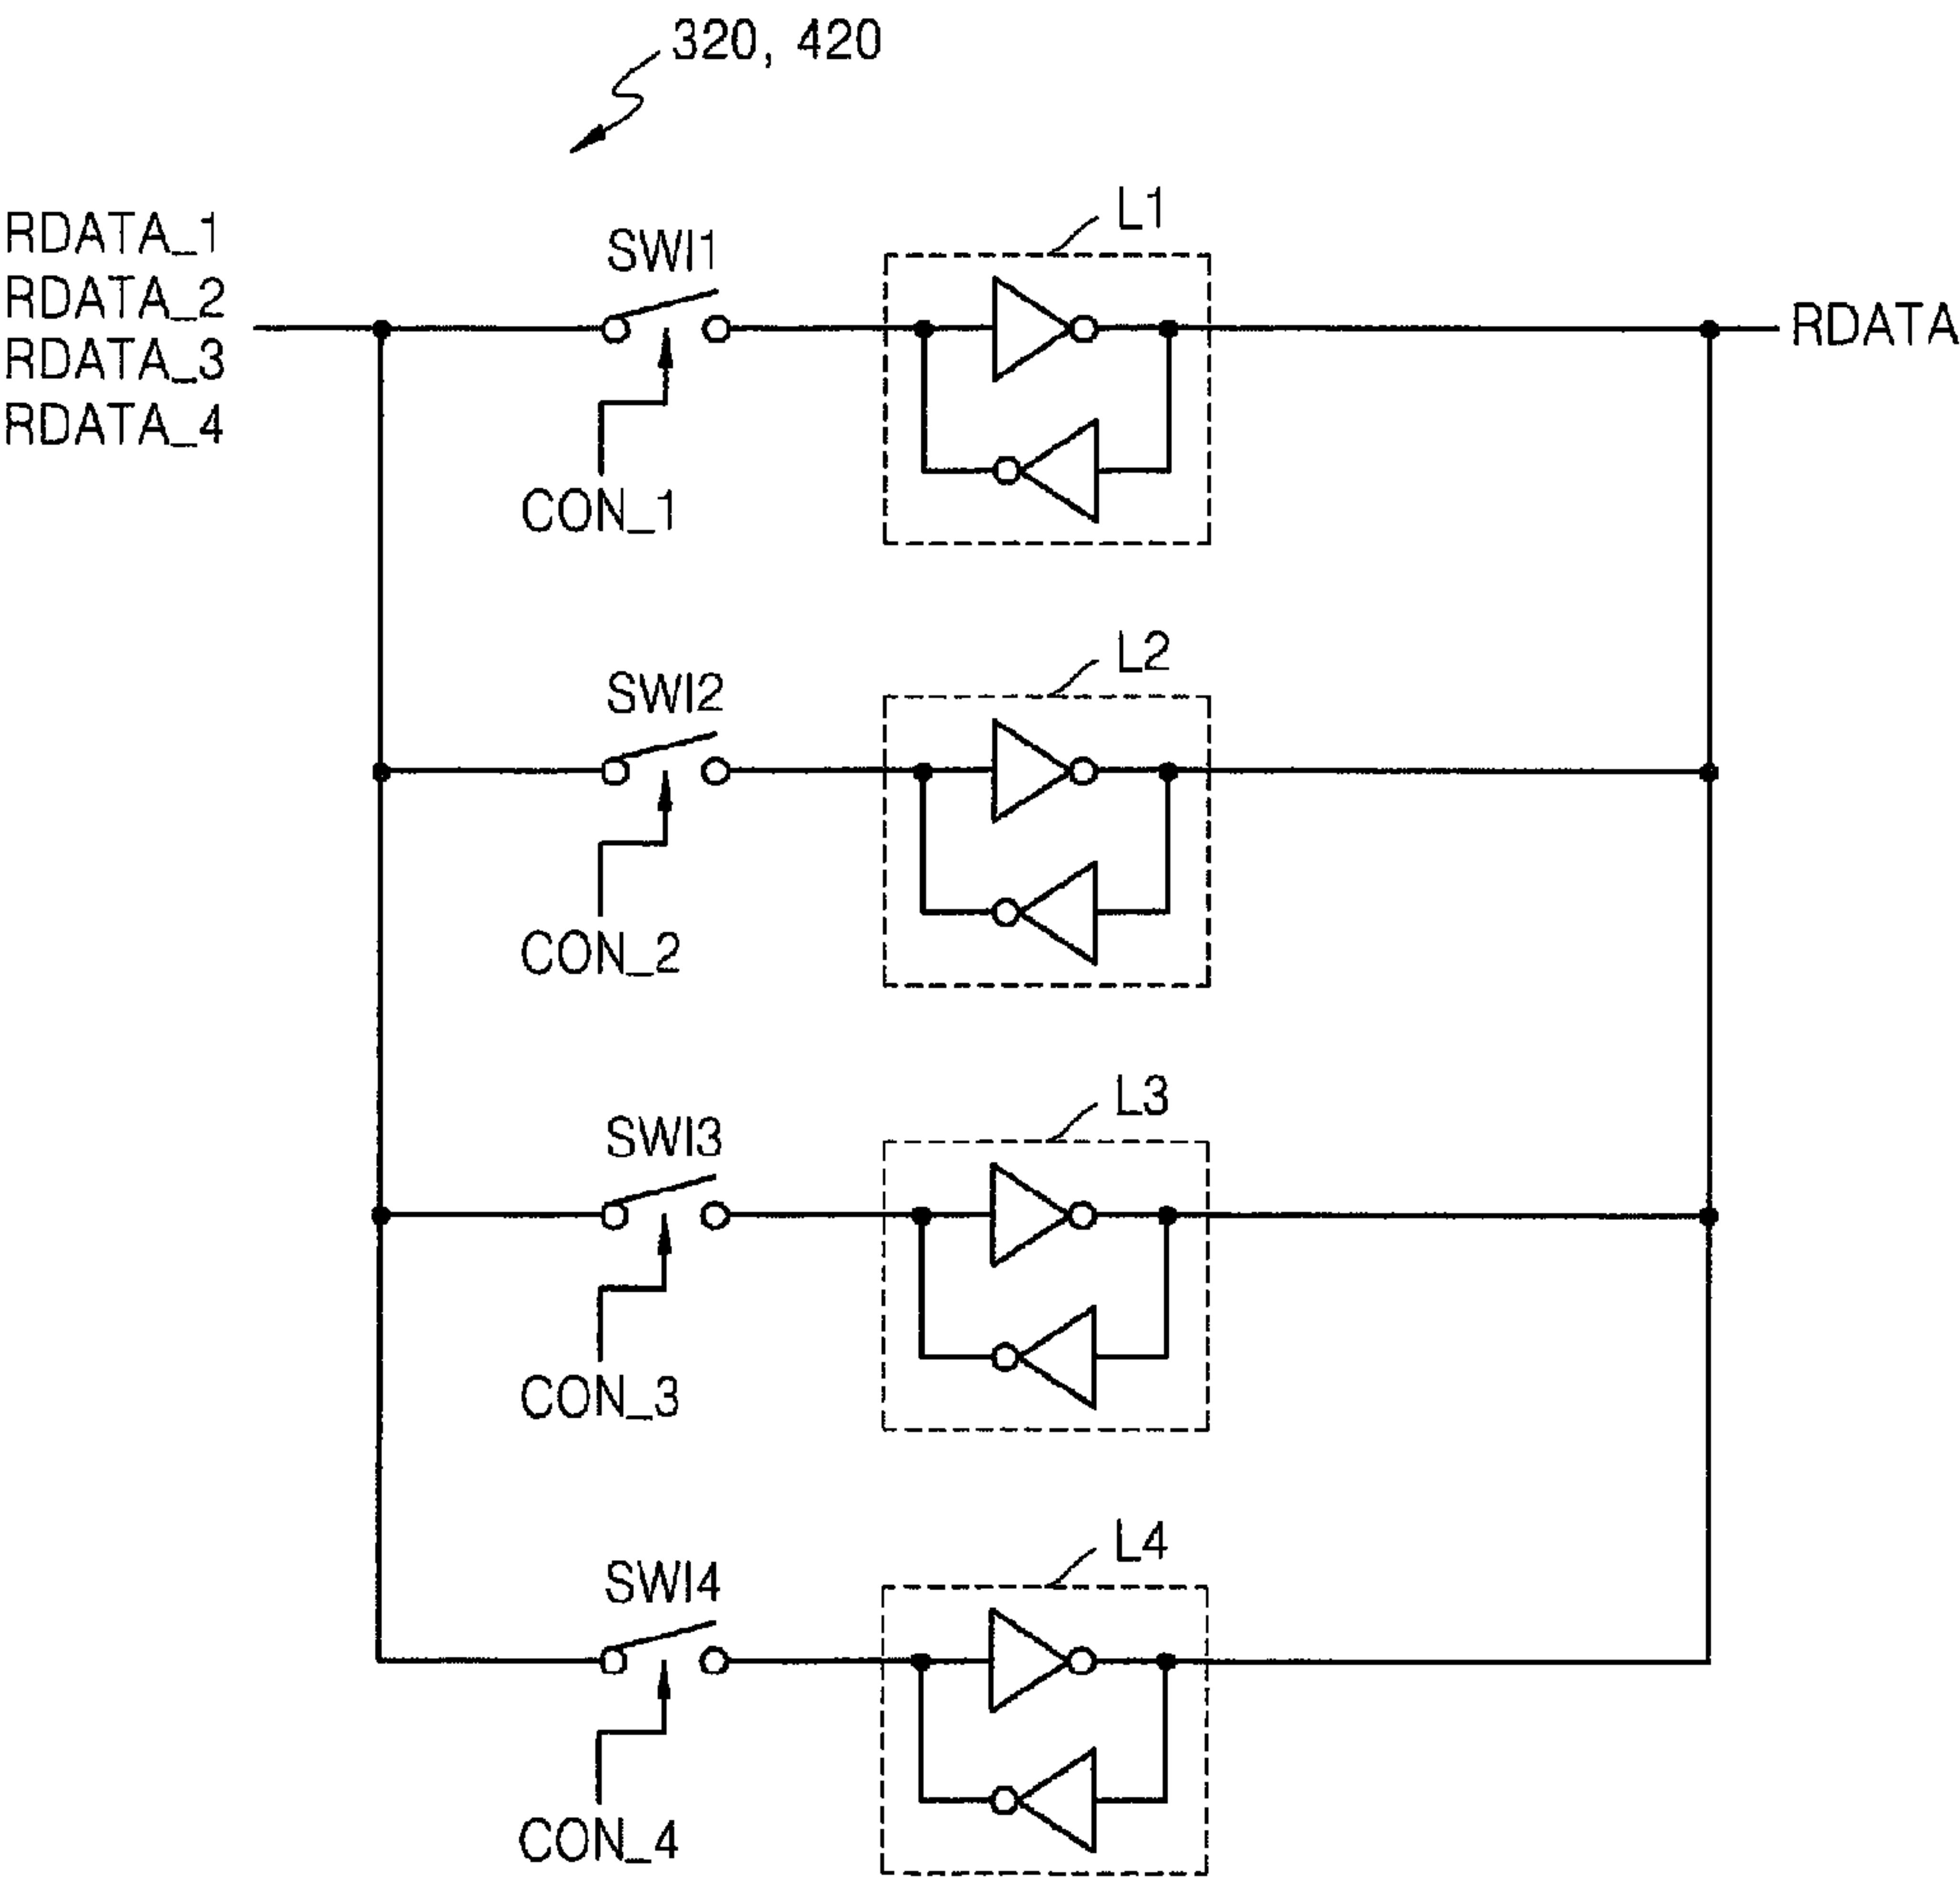 320, 420
RDATA_1
RDATA_2
RDATA_3
RDATA_4
SWI1
L1
RDATA
CON_1
SWI2
L2
CON_2
SWI3
L3
CON_3
SWI4
L4
CON_4